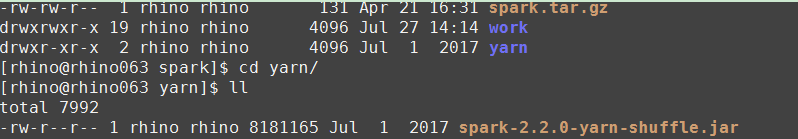 -rw-rw-r-- 1 rhino rhino 131 Apr 21 16:31 spark.tar.gz
drwxrwxr-x 19 rhino rhino 4096 Jul 27 14:14 work
drwxr-xr-x 2 rhino rhino 4096 Jul 1 2017 yarn
[rhino@rhino063 spark]$ cd yarn/
[rhino@rhino063 yarn]$ ll
total 7992
-rw-r--r-- 1 rhino rhino 8181165 Jul 1 2017 spark-2.2.0-yarn-shuffle.jar